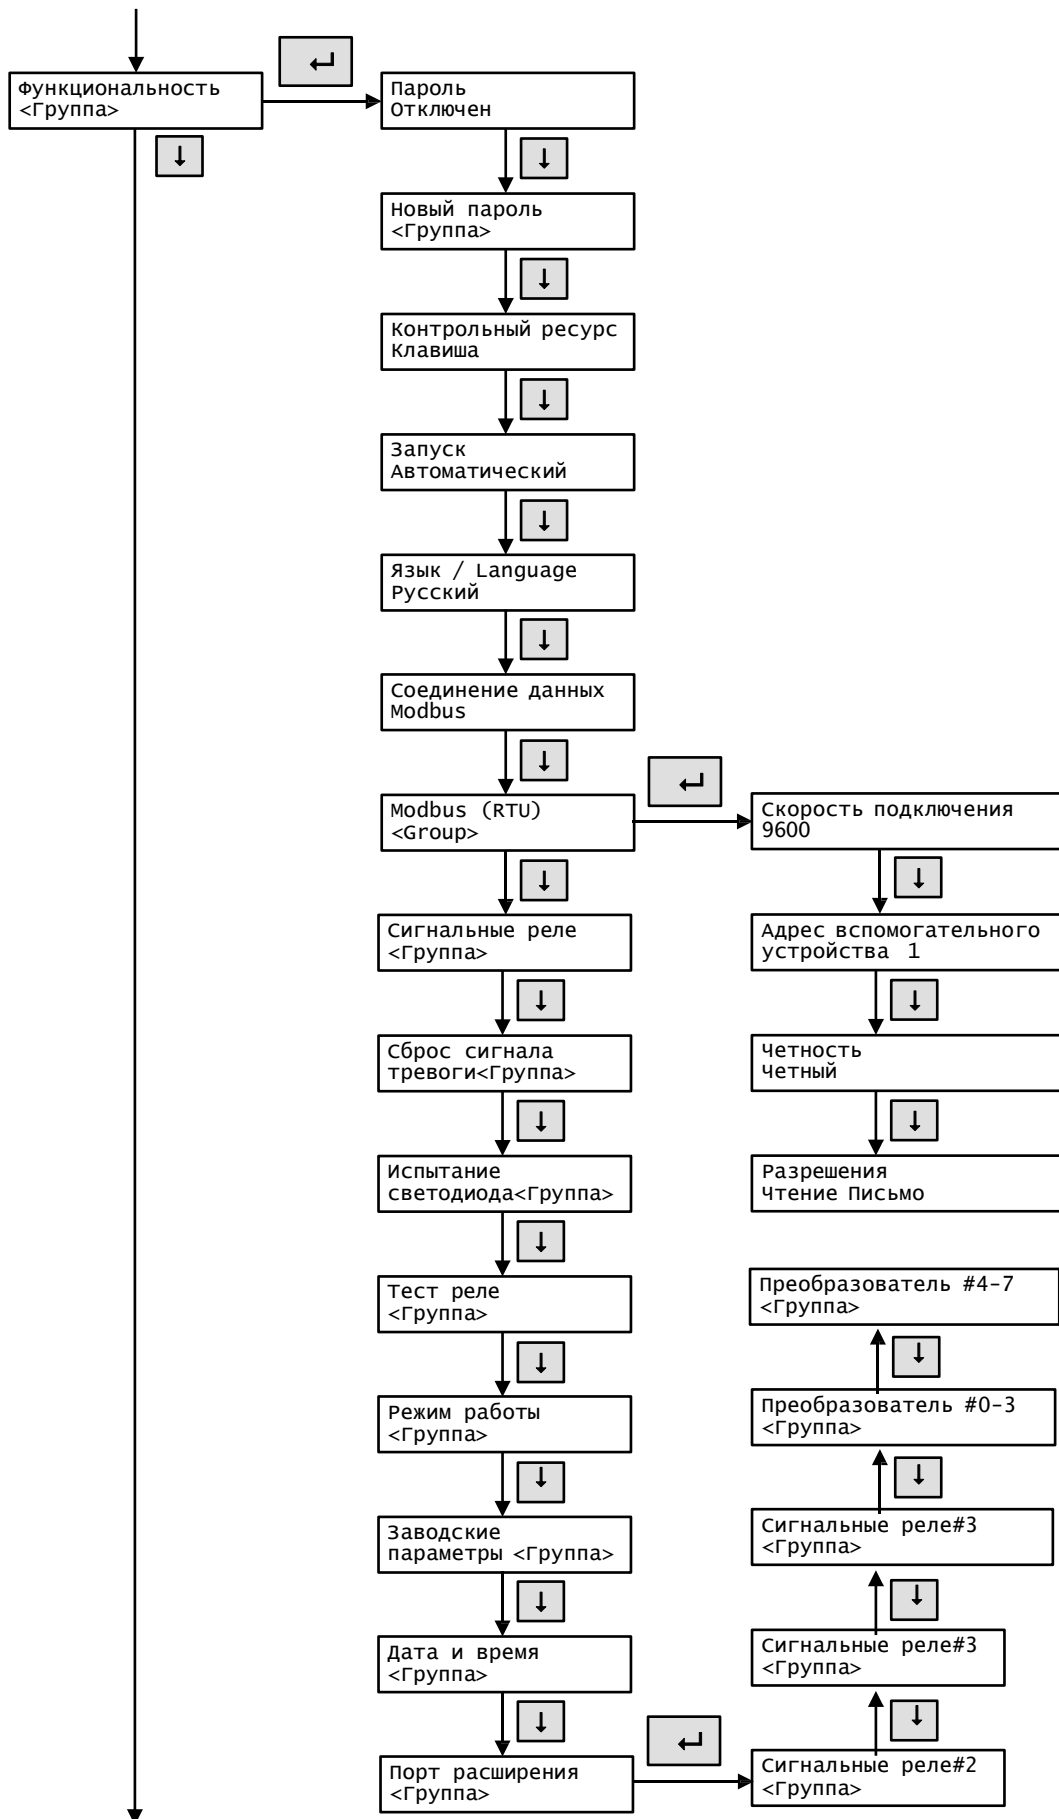 Функциональность
<Группа>
Пароль
Отключен
Новый пароль
<Группа>
Контрольный ресурс
Клавиша
Запуск
Автоматический
Язык / Language
Русский
Соединение данных
Modbus
Modbus (RTU)
<Group>
Скорость подключения
9600
Адрес вспомогательного
устройства 1
Четность
Четный
Разрешения
Чтение Письмо
Сигнальные реле
<Группа>
Сброс сигнала
тревоги<Группа>
Испытание
светодиода<Группа>
Тест реле
<Группа>
Режим работы
<Группа>
Заводские
параметры <Группа>
Дата и время
<Группа>
Порт расширения
<Группа>
Преобразователь #4-7
<Группа>
Преобразователь #0-3
<Группа>
Сигнальные реле#3
<Группа>
Сигнальные реле#3
<Группа>
Сигнальные реле#2
<Группа>